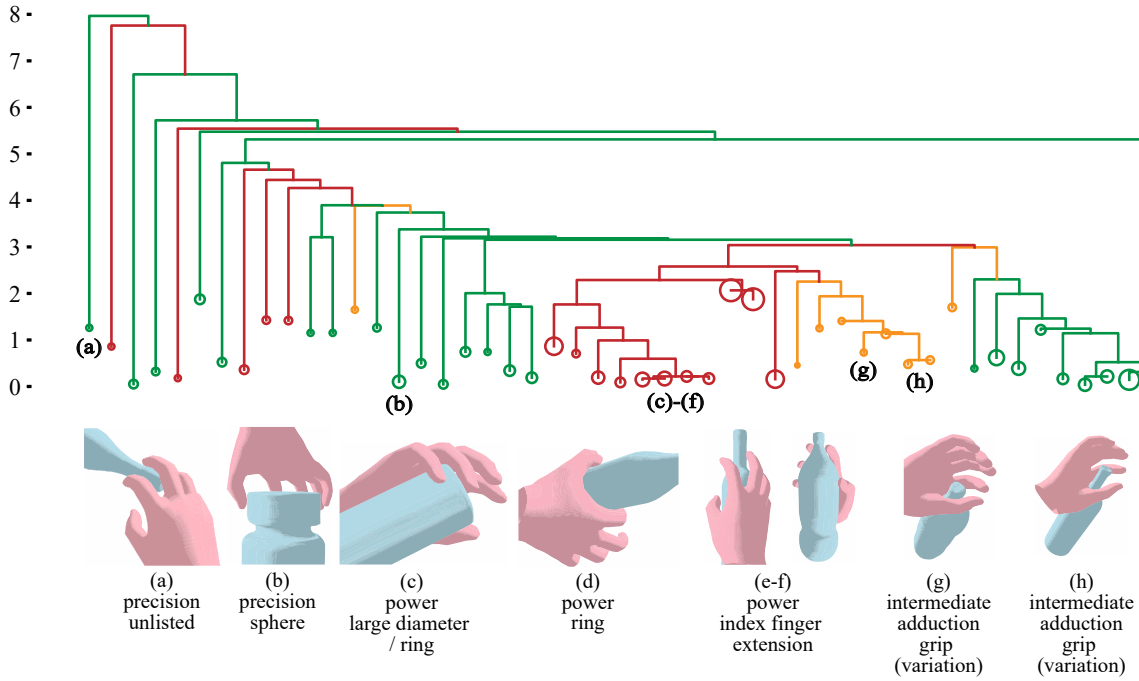 8
7
6
5
4
3
2
1
0
(a)
(b)
(c)-(f)
(g)
(h)
(a)
precision
unlisted
(b)
precision
sphere
(c)
power
large diameter
/ ring
(d)
power
ring
(e-f)
power
index finger
extension
(g)
intermediate
adduction
grip
(variation)
(h)
intermediate
adduction
grip
(variation)